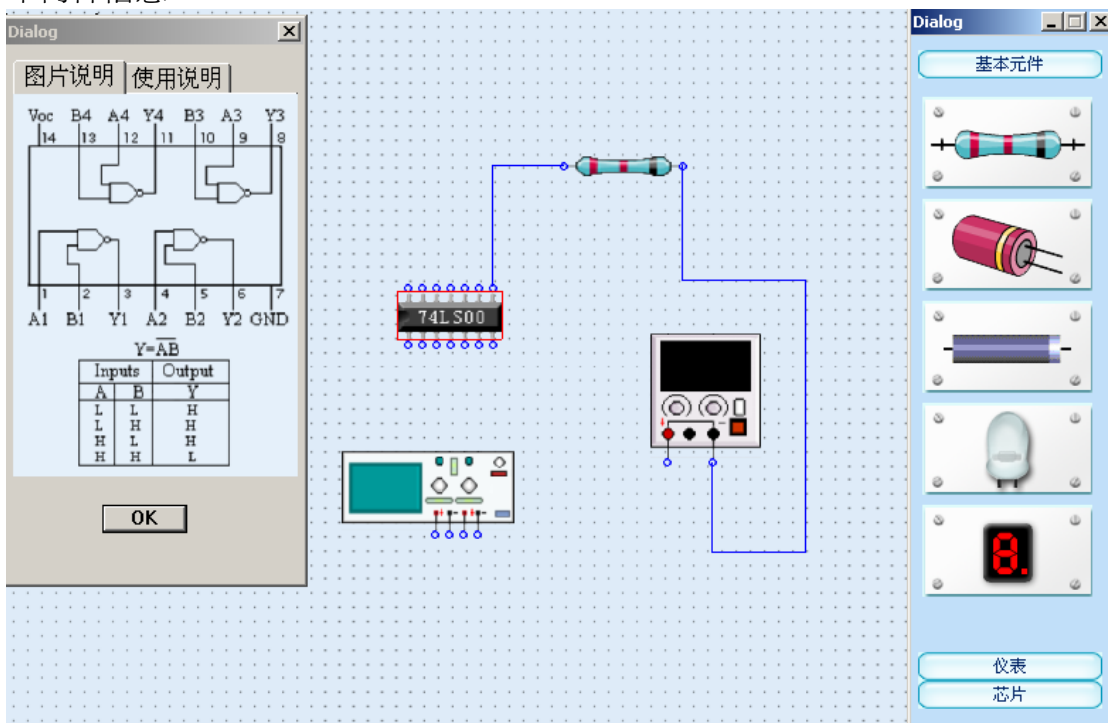 Dialog
图片说明 使用说明
Voc B4 A4 Y4 B3 A3 Y3
14 13 12 11 10 9 8
1 2 3 4 5 6 7
A1 B1 Y1 A2 B2 Y2 GND
Y=A̅B̅
Inputs Output
A B Y
L L H
L H H
H L H
H H L
OK
74LS00
Dialog
基本元件
仪表
芯片